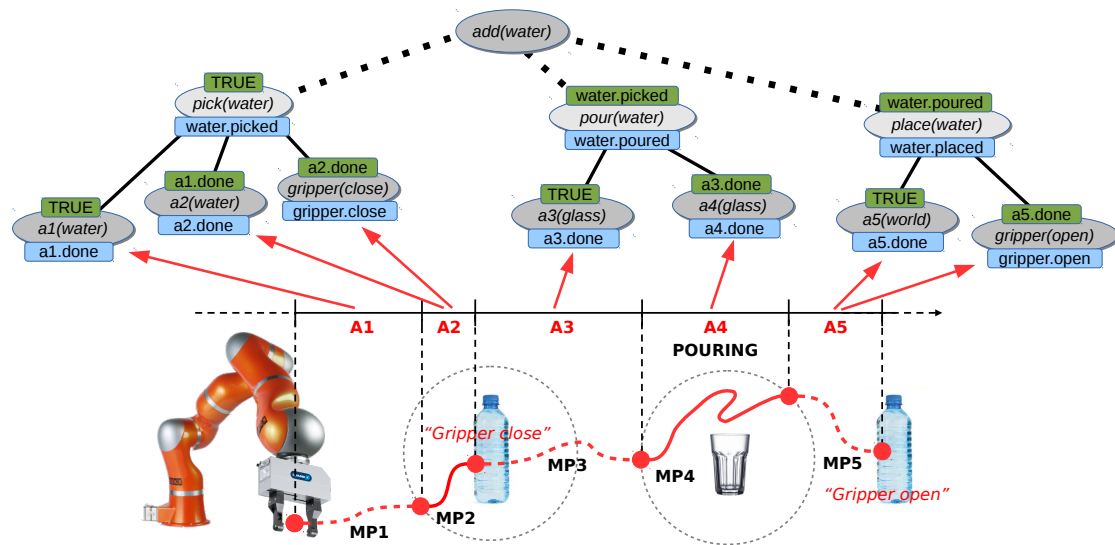 add(water)
TRUE
pick(water)
water.picked
water.picked
pour(water)
water.poured
water.poured
place(water)
water.placed
TRUE
a1(water)
a1.done
a1.done
a2(water)
a2.done
a2.done
gripper(close)
gripper.close
TRUE
a3(glass)
a3.done
a3.done
a4(glass)
a4.done
TRUE
a5(world)
a5.done
a5.done
gripper(open)
gripper.open
A1
A2
A3
A4
A5
POURING
“Gripper close”
“Gripper open”
MP1
MP2
MP3
MP4
MP5